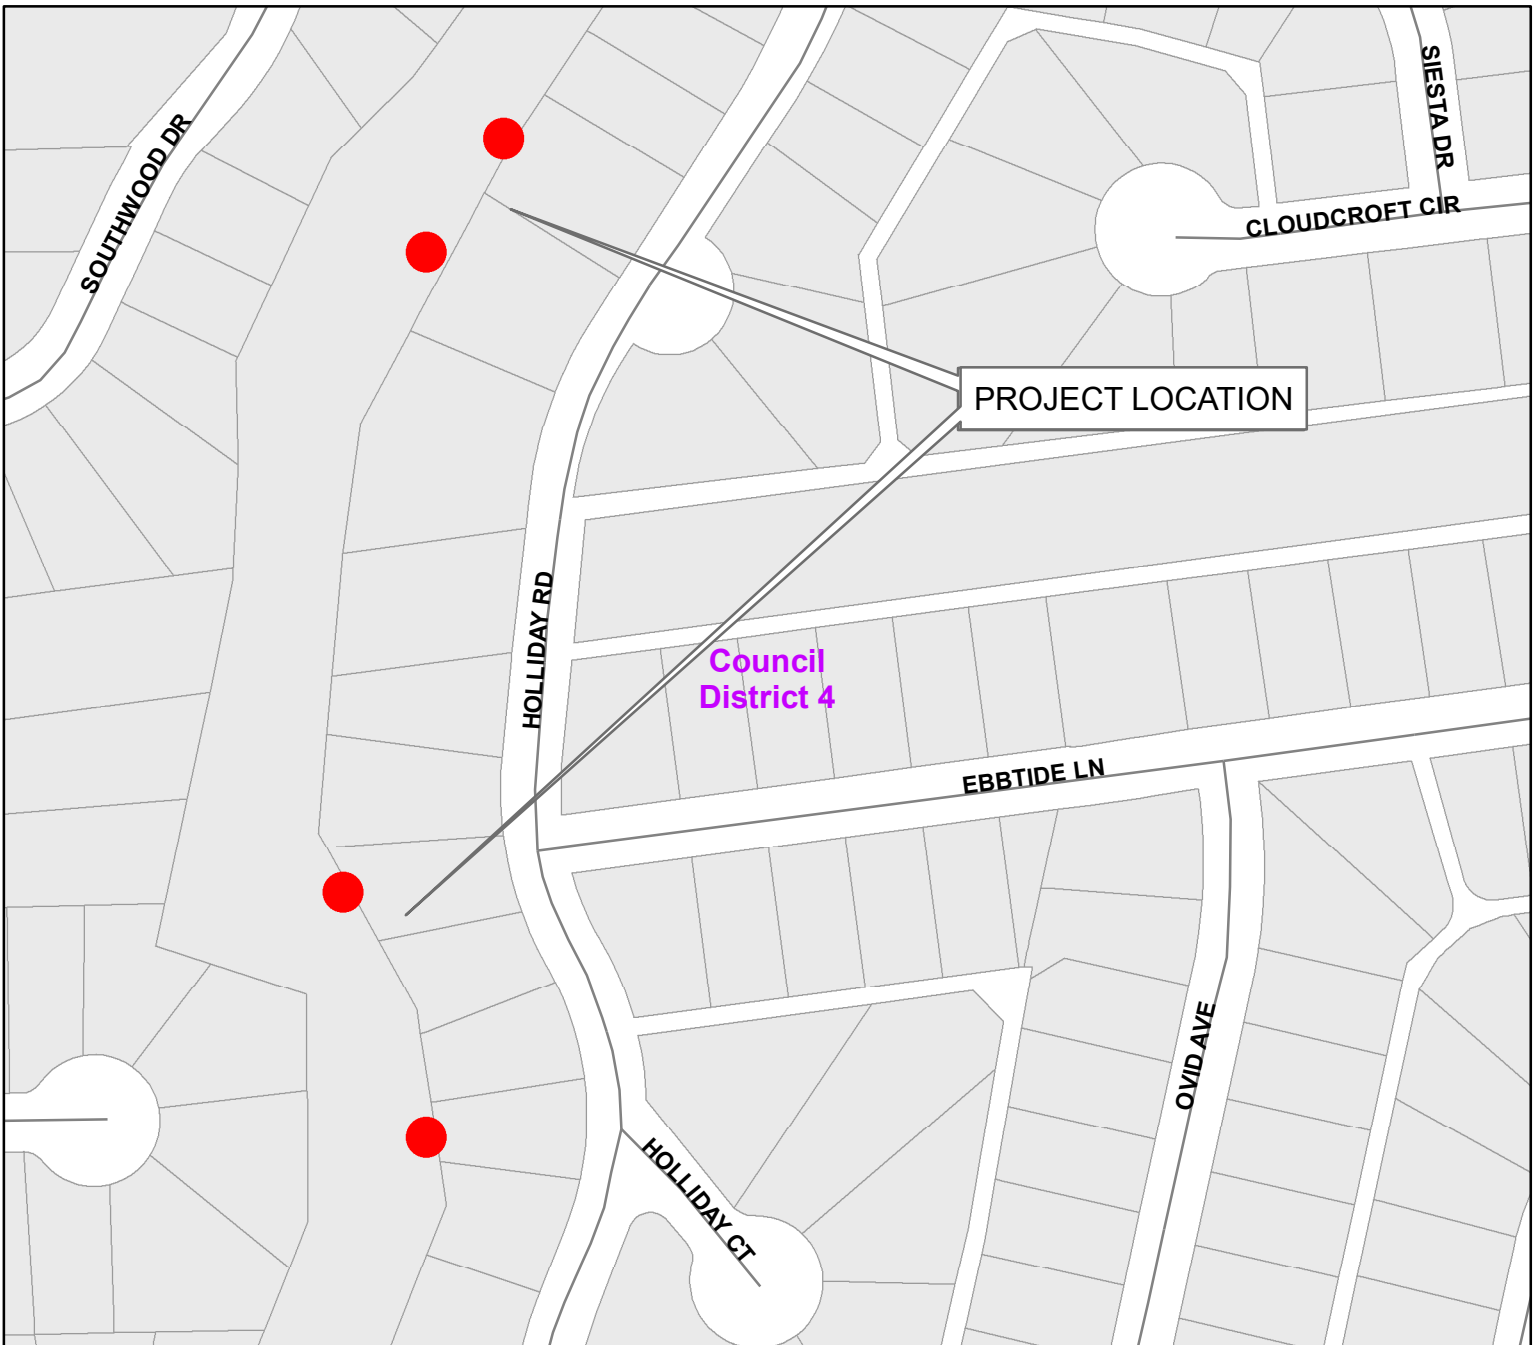 SIESTA DR
SOUTHWOOD DR
CLOUDCROFT CIR
PROJECT LOCATION
HOLLIDAY RD
Council
District 4
EBBTIDE LN
OVID AVE
HOLLIDAY CT